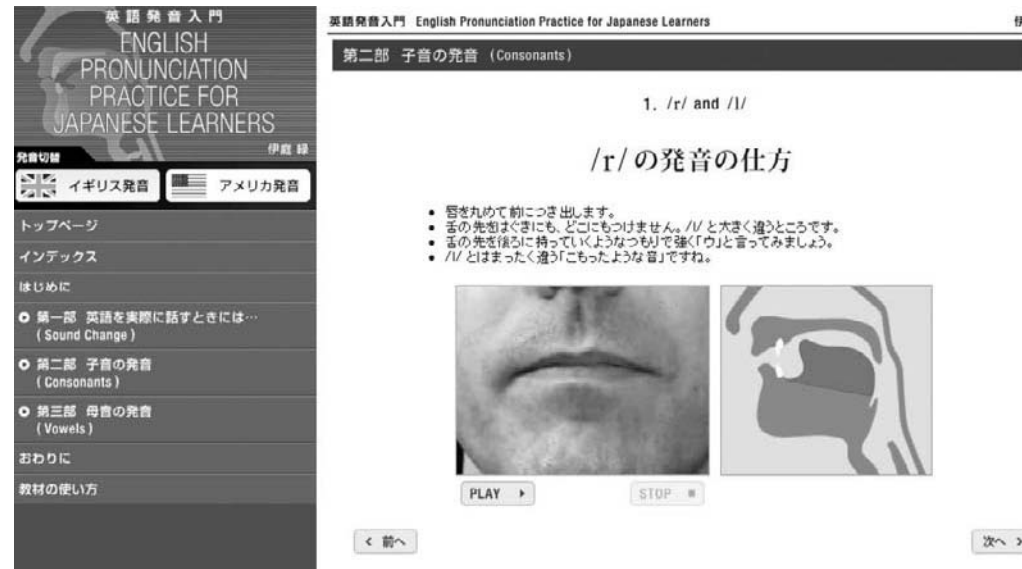 英語発音入門
ENGLISH
PRONUNCIATION
PRACTICE FOR
JAPANESE LEARNERS
伊庭 緑
発音切替
イギリス発音
アメリカ発音
トップページ
インデックス
はじめに
第一部 英語を実際に話すときには…
( Sound Change )
第二部 子音の発音
( Consonants )
第三部 母音の発音
( Vowels )
おわりに
教材の使い方
英語発音入門 English Pronunciation Practice for Japanese Learners
第二部 子音の発音 (Consonants)
1. /r/ and /l/
/r/の発音の仕方
• 唇を丸めて前につき出します。
• 舌の先をはぐきにも、どこにもつけません。/l/ と大きく違うところです。
• 舌の先を後ろに持っていくようなつもりで強く「ウ」と言ってみましょう。
• /l/ とはまったく違う「こもったような音」ですね。
PLAY
STOP
< 前へ
次へ >